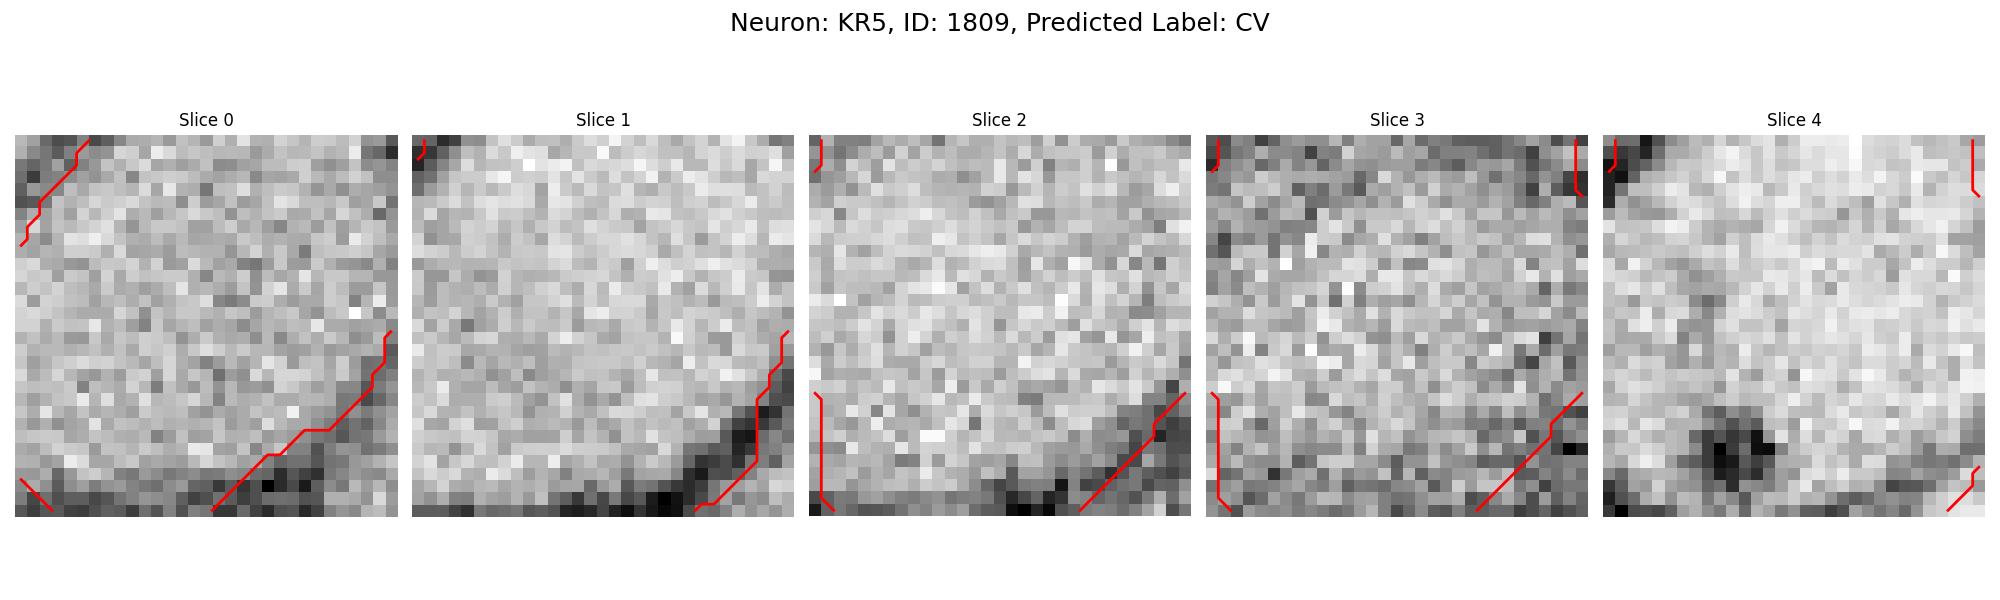 Neuron: KR5, ID: 1809, Predicted Label: CV
Slice 0
Slice 1
Slice 2
Slice 3
Slice 4